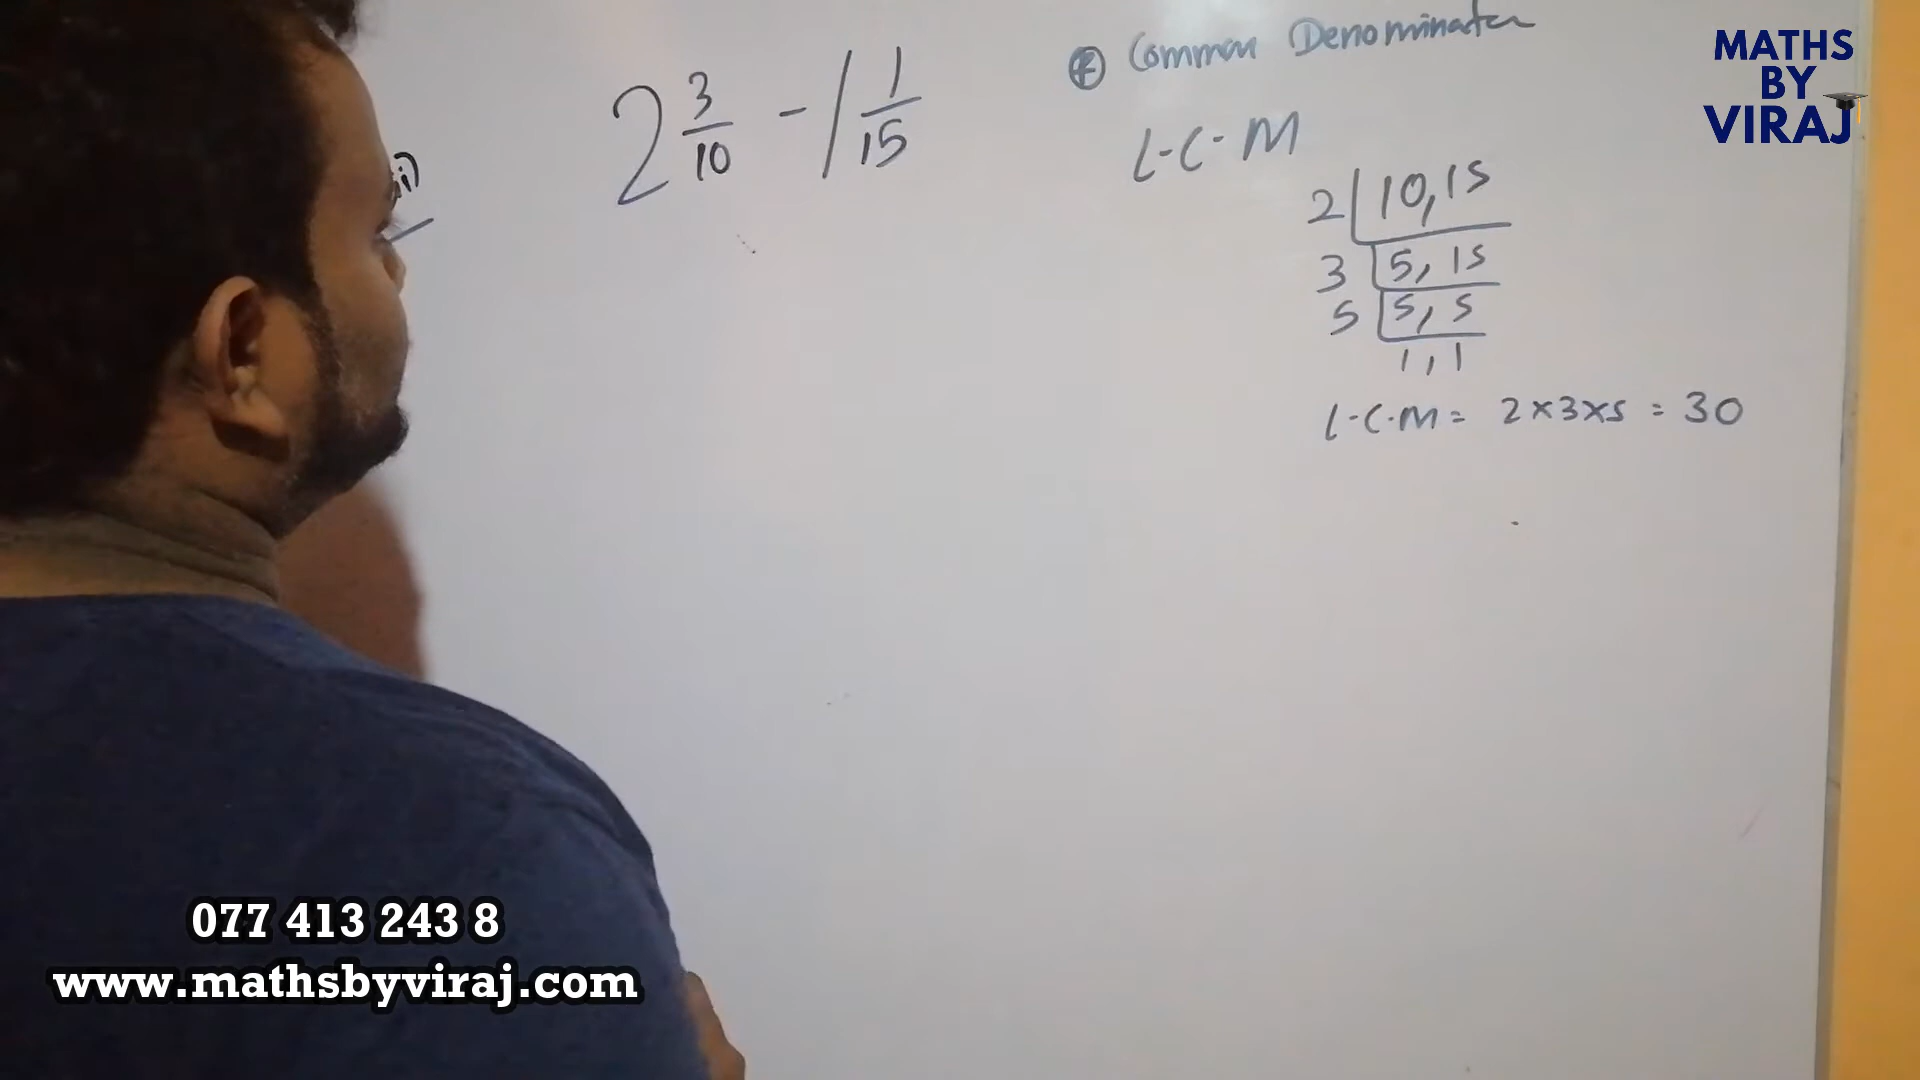 ii)
2 3/10 - 1 1/15
* Common Denominator
L.C.M
2 | 10, 15
3 | 5, 15
5 | 5, 5
1, 1
L.C.M = 2 × 3 × 5 = 30
MATHS
BY
VIRAJ
077 413 243 8
www.mathsbyviraj.com